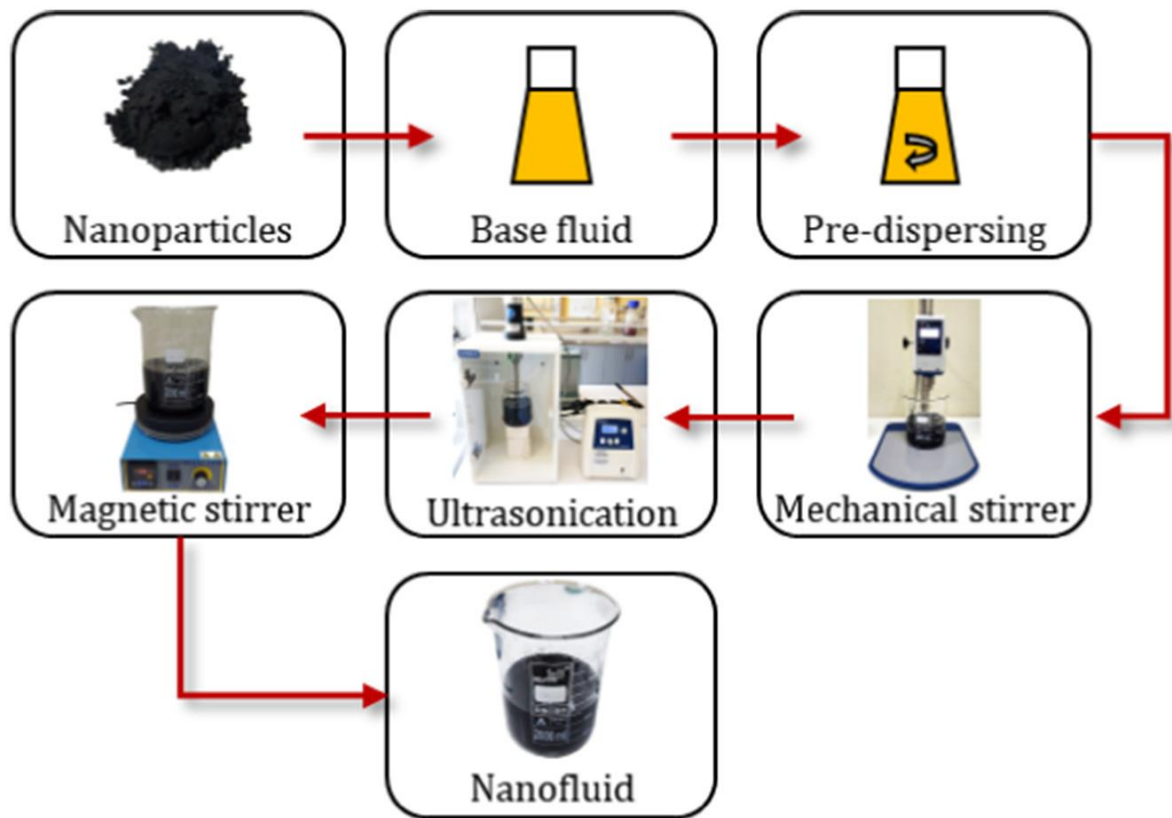 Nanoparticles
Base fluid
Pre-dispersing
Mechanical stirrer
Ultrasonication
Magnetic stirrer
Nanofluid